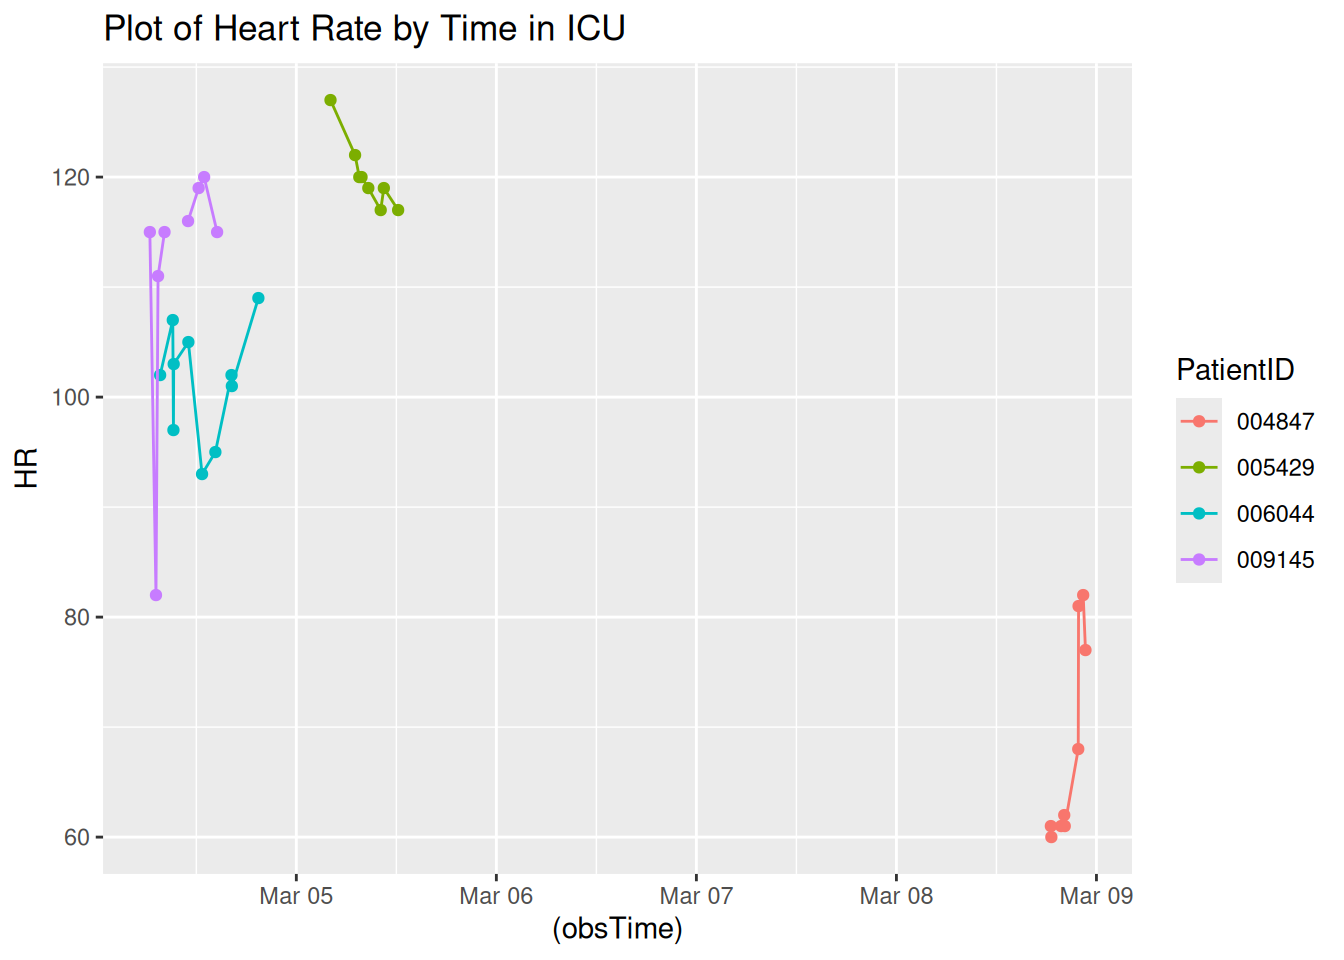 Plot of Heart Rate by Time in ICU
120
100
80
60
HR
Mar 05
Mar 06
Mar 07
Mar 08
Mar 09
(obsTime)
PatientID
004847
005429
006044
009145